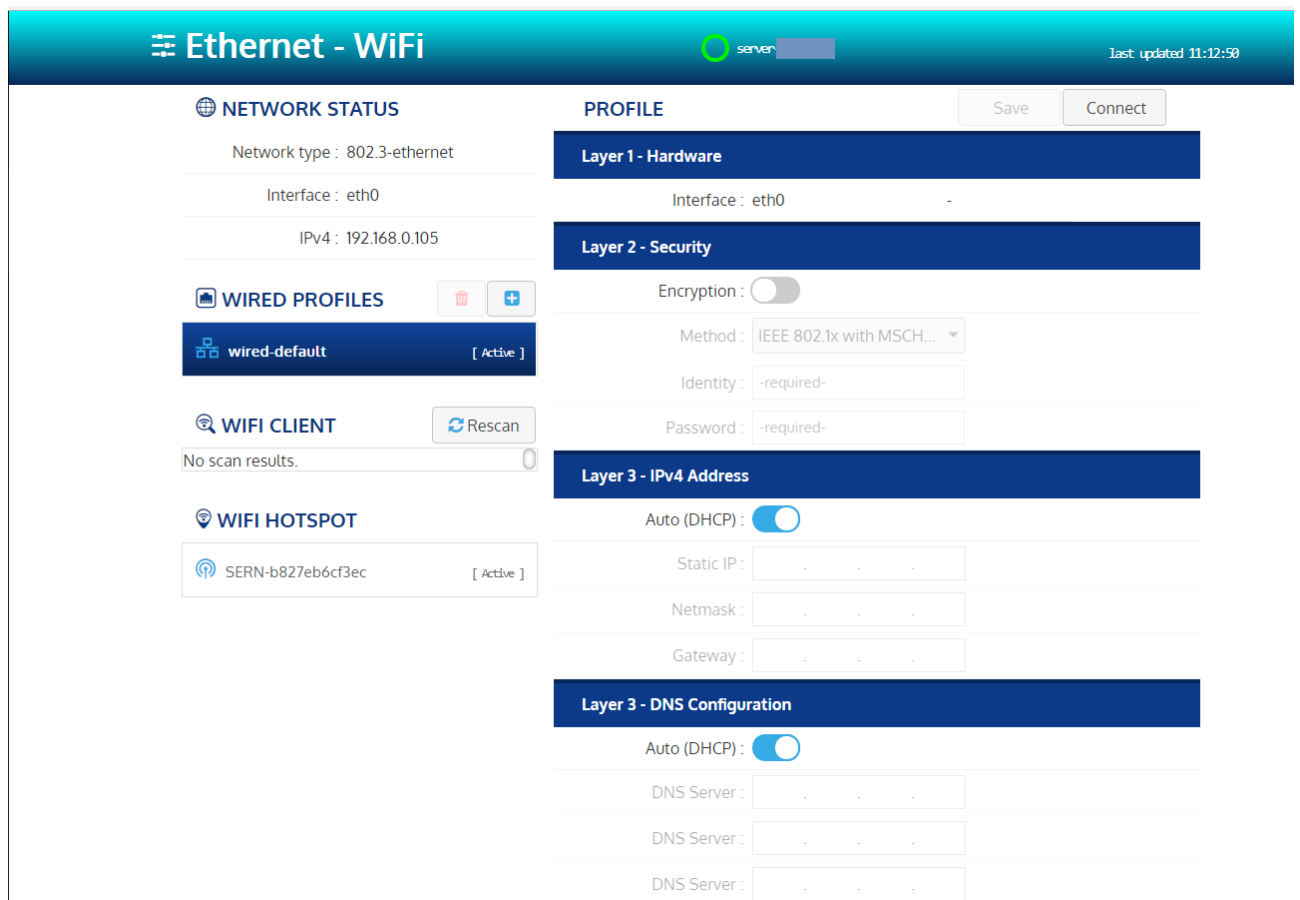 Ethernet - WiFi
server
last updated 11:12:50
NETWORK STATUS
Network type : 802.3-ethernet
Interface : eth0
IPv4 : 192.168.0.105
WIRED PROFILES
wired-default [ Active ]
WIFI CLIENT
Rescan
No scan results.
WIFI HOTSPOT
SERN-b827eb6cf3ec [ Active ]
PROFILE
Save
Connect
Layer 1 - Hardware
Interface : eth0 -
Layer 2 - Security
Encryption :
Method : IEEE 802.1x with MSCH...
Identity : -required-
Password : -required-
Layer 3 - IPv4 Address
Auto (DHCP) :
Static IP : . . .
Netmask : . . .
Gateway : . . .
Layer 3 - DNS Configuration
Auto (DHCP) :
DNS Server : . . .
DNS Server : . . .
DNS Server : . . .